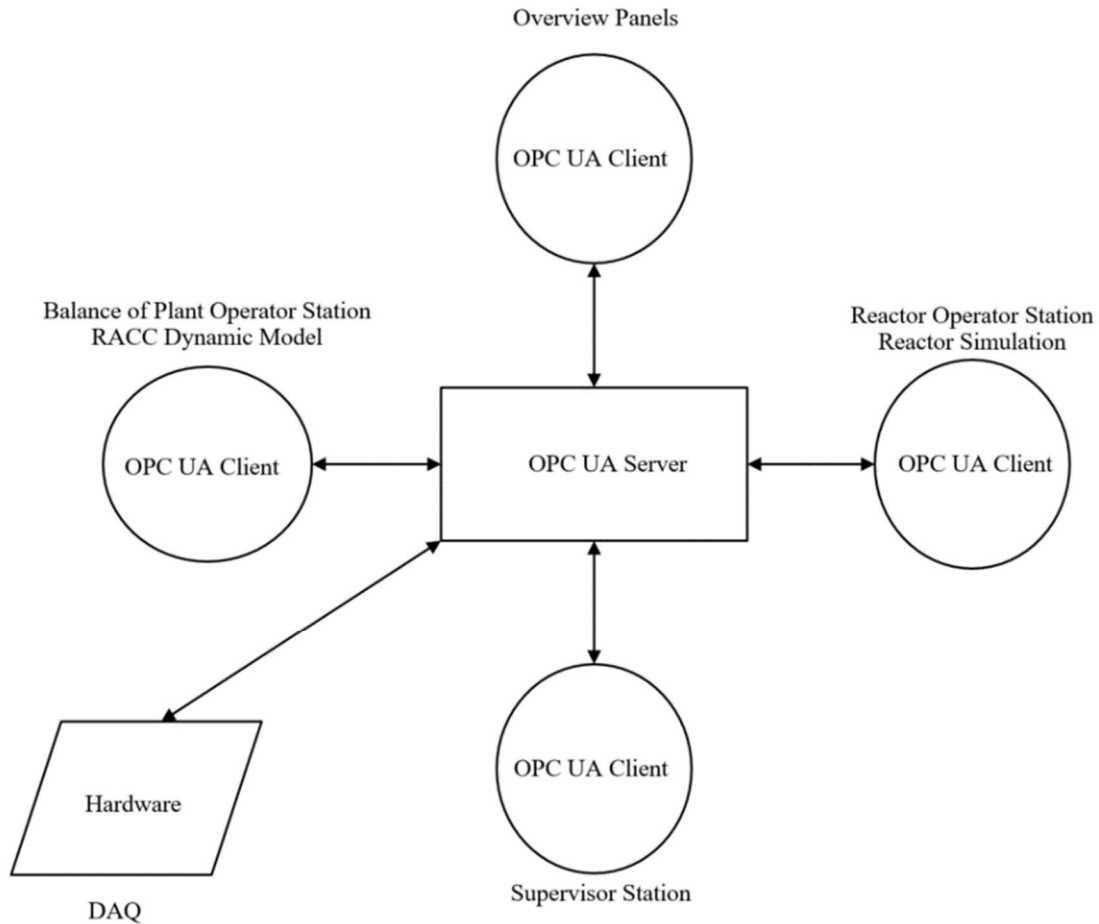 Overview Panels
OPC UA Client
Balance of Plant Operator Station
RACC Dynamic Model
OPC UA Client
OPC UA Server
Reactor Operator Station
Reactor Simulation
OPC UA Client
OPC UA Client
Supervisor Station
Hardware
DAQ